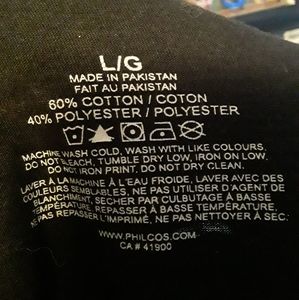 L/G
MADE IN PAKISTAN
FAIT AU PAKISTAN
60% COTTON / COTON
40% POLYESTER / POLYESTER
MACHINE WASH COLD, WASH WITH LIKE COLOURS,
DO NOT BLEACH, TUMBLE DRY LOW, IRON ON LOW.
DO NOT IRON PRINT. DO NOT DRY CLEAN.
LAVER À LA MACHINE À L'EAU FROIDE, LAVER AVEC DES
COULEURS SEMBLABLES, NE PAS UTILISER D'AGENT DE
BLANCHIMENT, SÉCHER PAR CULBUTAGE À BASSE
TEMPÉRATURE, REPASSER À BASSE TEMPÉRATURE. NE PAS
REPASSER L'IMPRIMÉ. NE PAS NETTOYER À SEC.
WWW.PHILCOS.COM
CA # 41900